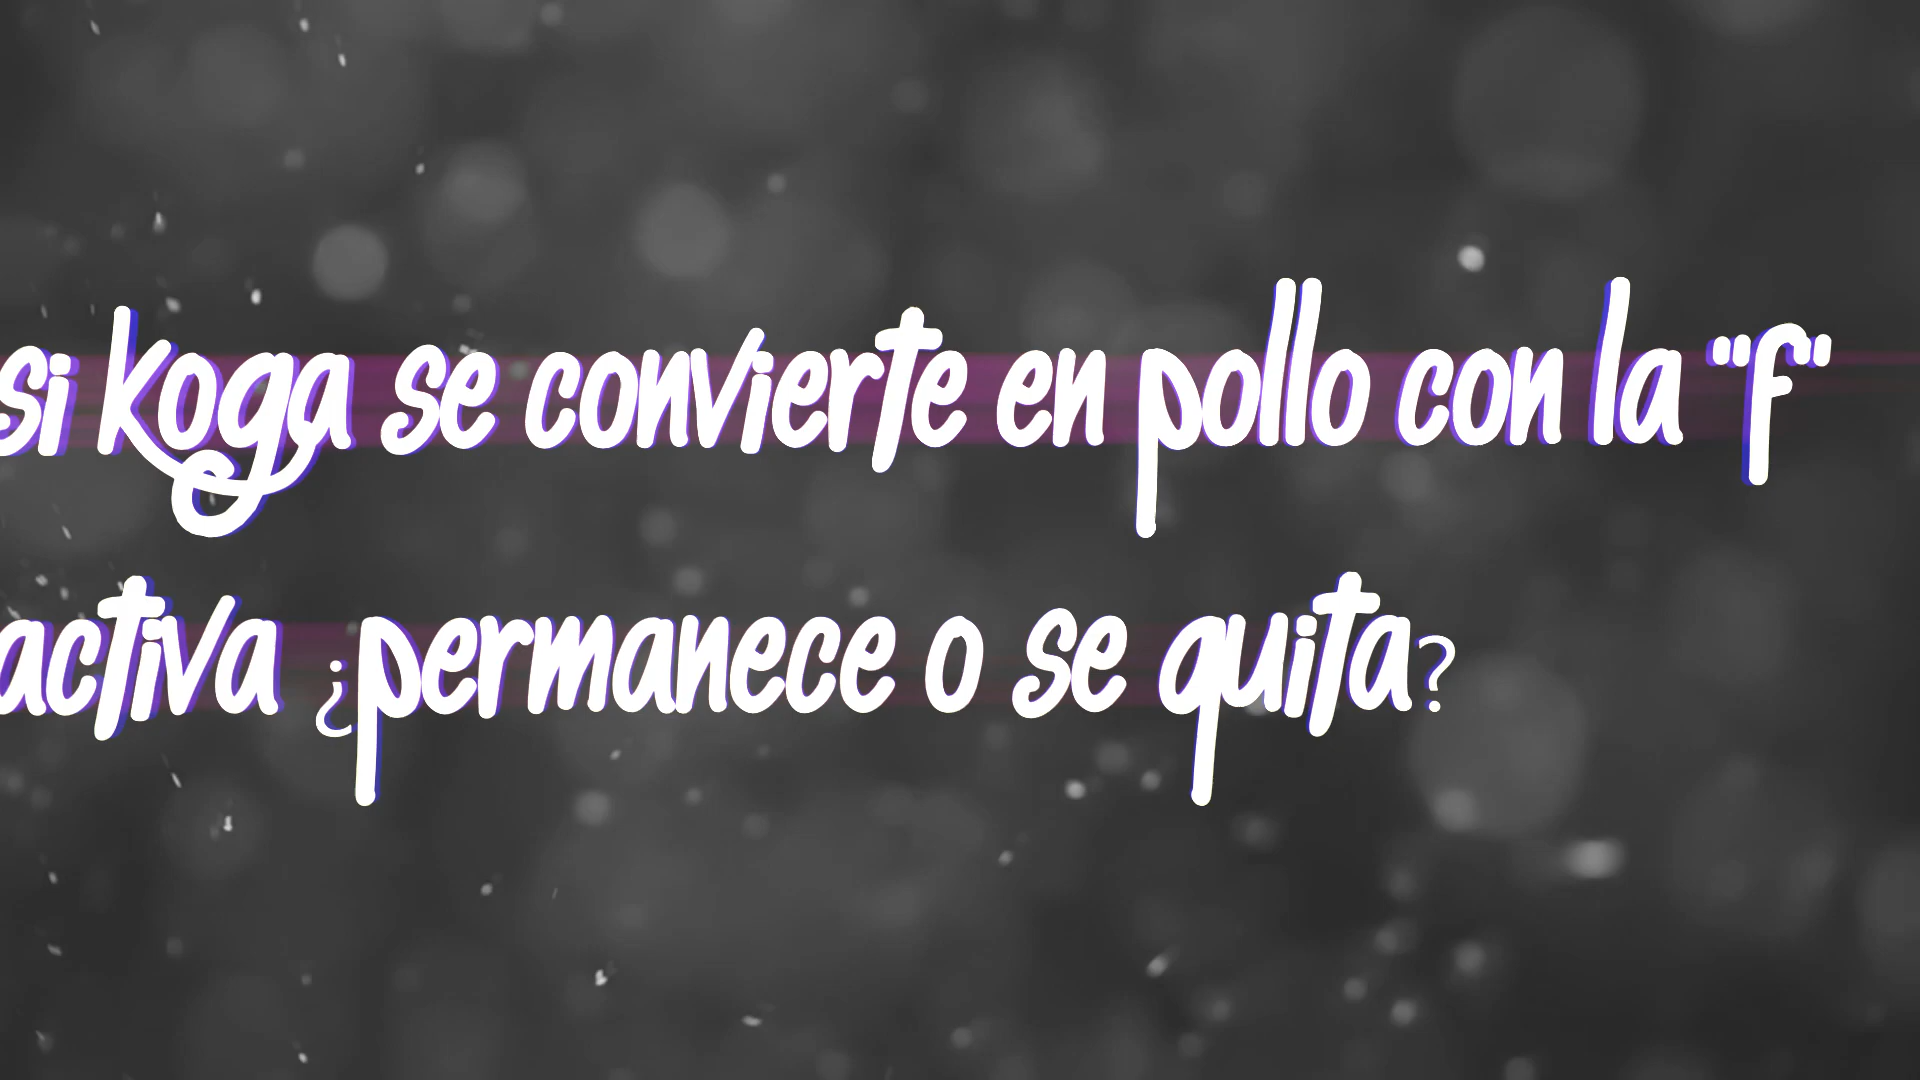 si koga se convierte en pollo con la "f"
activa ¿permanece o se quita?